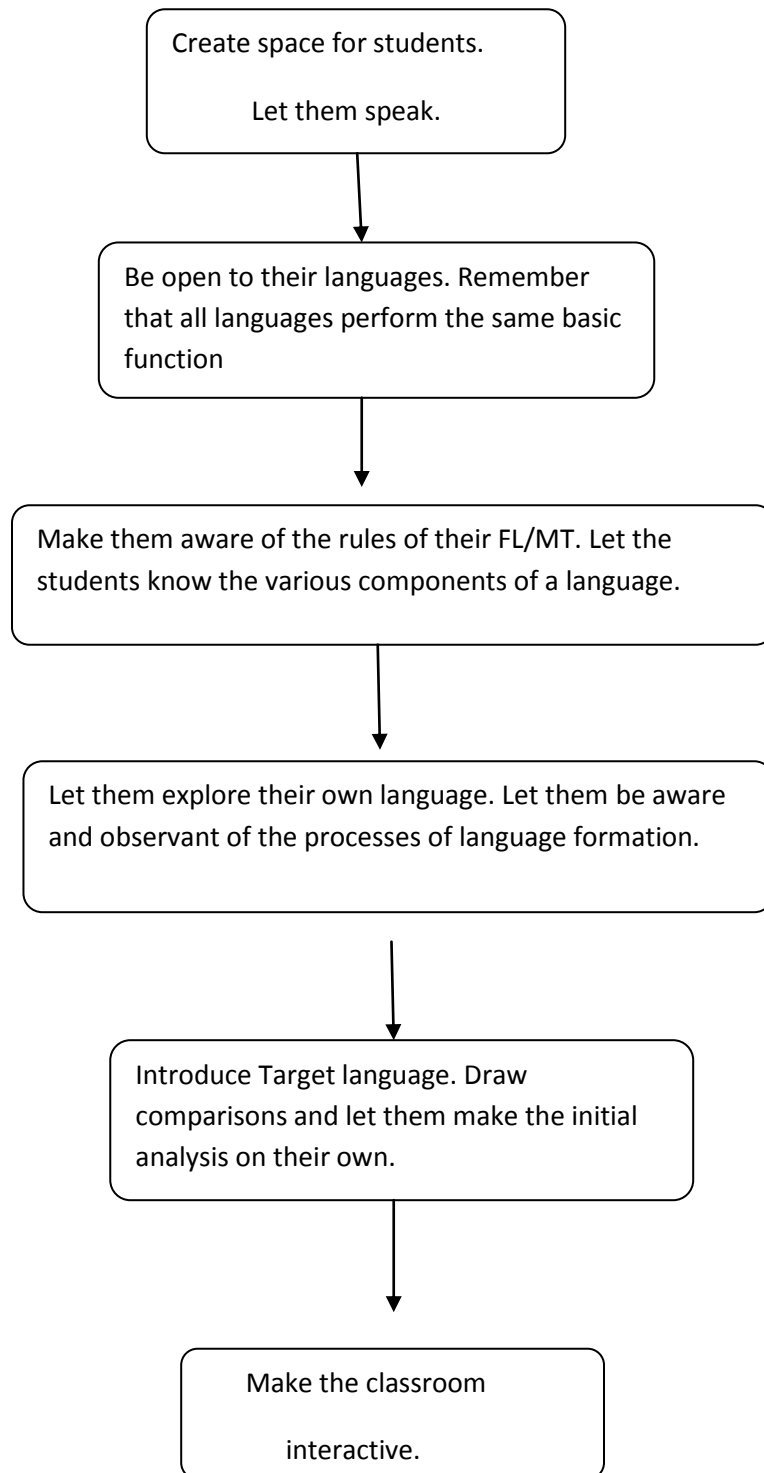 Create space for students.
Let them speak.
Be open to their languages. Remember
that all languages perform the same basic
function
Make them aware of the rules of their FL/MT. Let the
students know the various components of a language.
Let them explore their own language. Let them be aware
and observant of the processes of language formation.
Introduce Target language. Draw
comparisons and let them make the initial
analysis on their own.
Make the classroom
interactive.